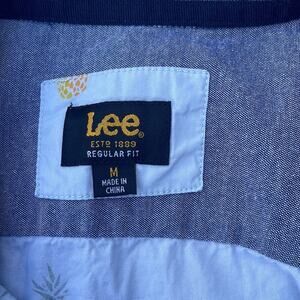 Lee®
ESTD 1889
REGULAR FIT
M
MADE IN
CHINA